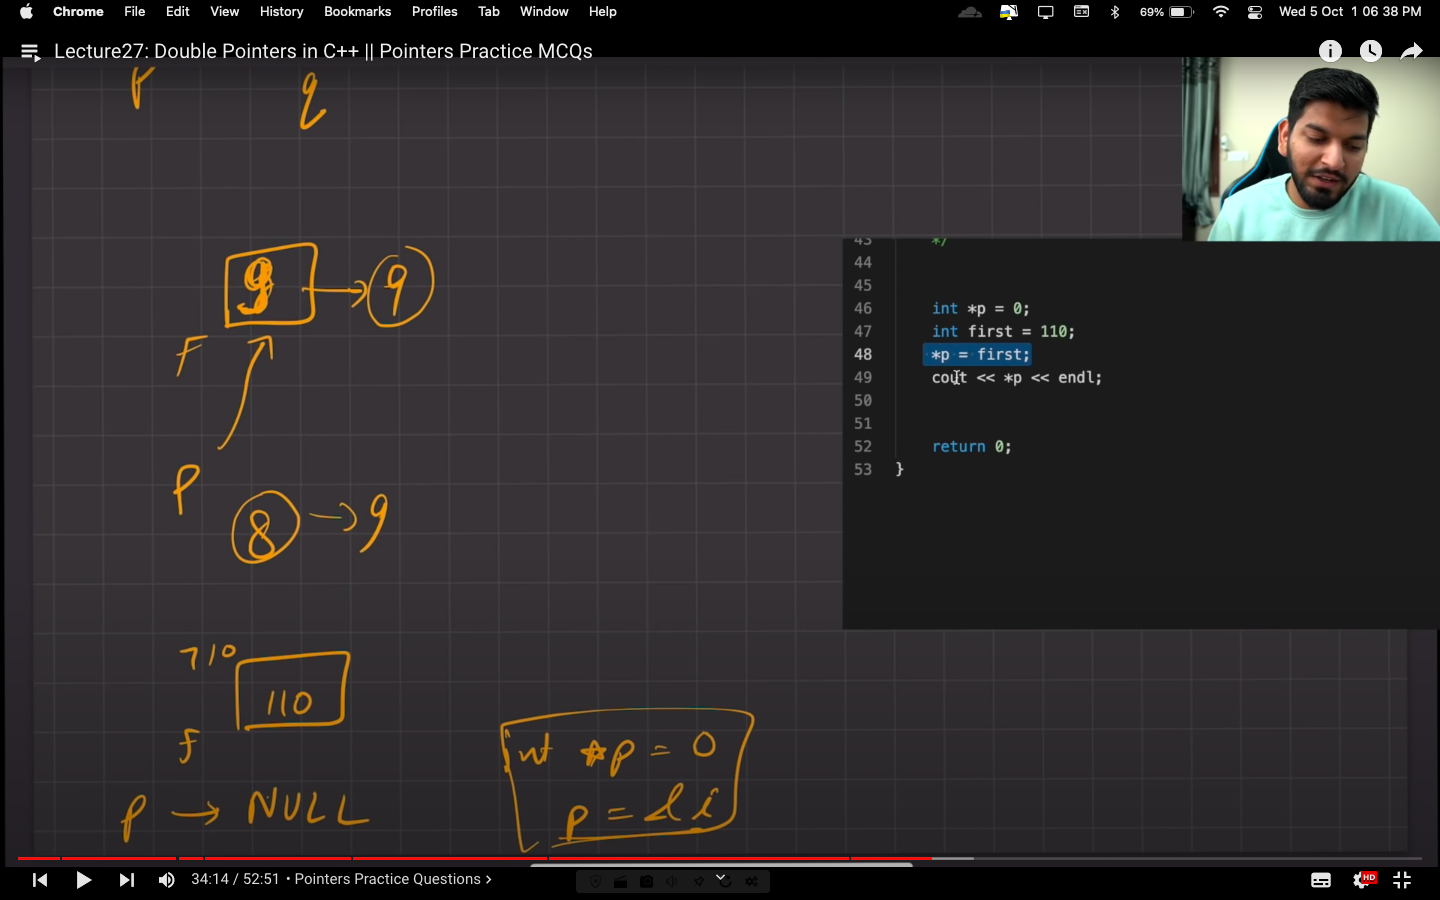 Chrome File Edit View History Bookmarks Profiles Tab Window Help 69% Wed 5 Oct 1 06 38 PM
Lecture27: Double Pointers in C++ || Pointers Practice MCQs
q
9 → 9
F
P
8 → 9
710
110
f
p → NULL
int *p = 0
p = &i
43 */
44
45
46 int *p = 0;
47 int first = 110;
48 *p = first;
49 cout << *p << endl;
50
51
52 return 0;
53 }
34:14 / 52:51 • Pointers Practice Questions >
HD